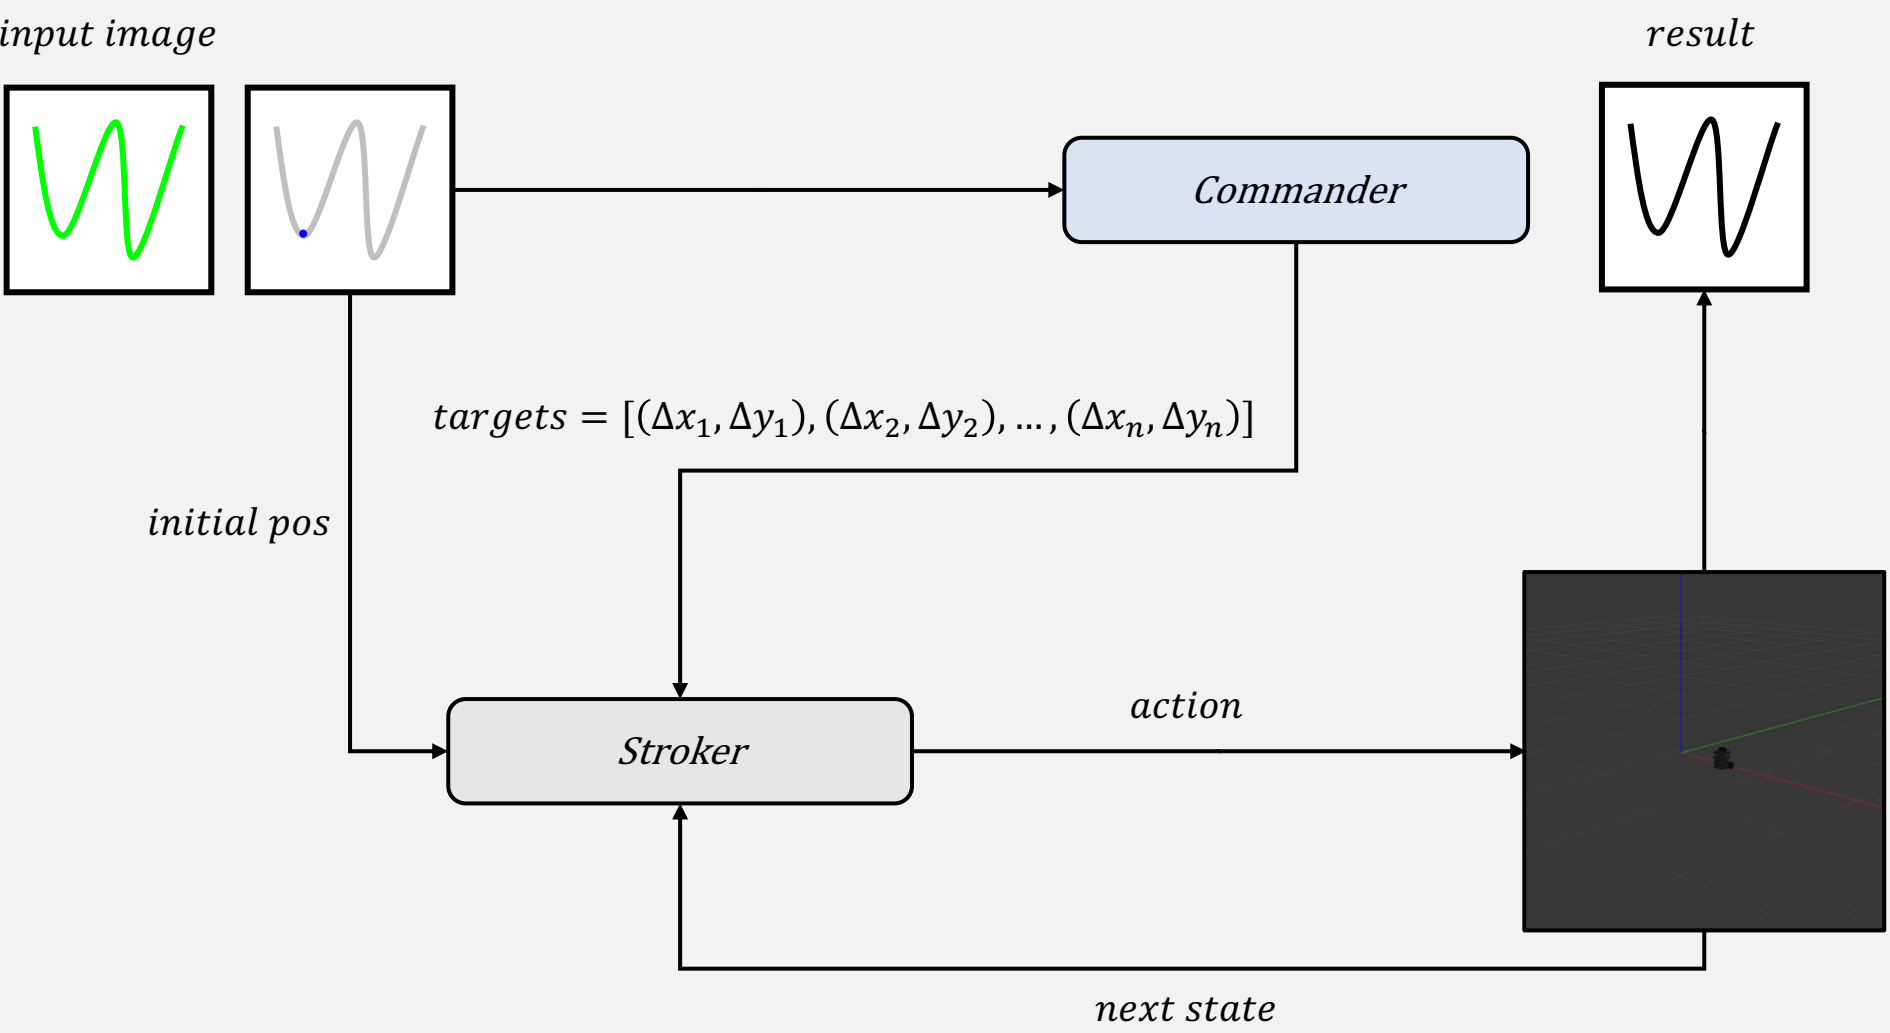 input image
result
Commander
targets = [(Δx₁, Δy₁), (Δx₂, Δy₂), … , (Δxₙ, Δyₙ)]
initial pos
action
Stroker
next state